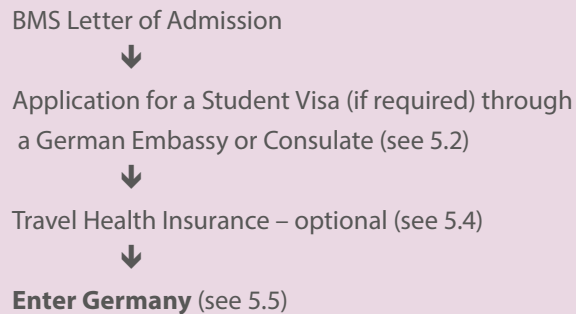 BMS Letter of Admission
🡻
Application for a Student Visa (if required) through
a German Embassy or Consulate (see 5.2)
🡻
Travel Health Insurance – optional (see 5.4)
🡻
Enter Germany (see 5.5)